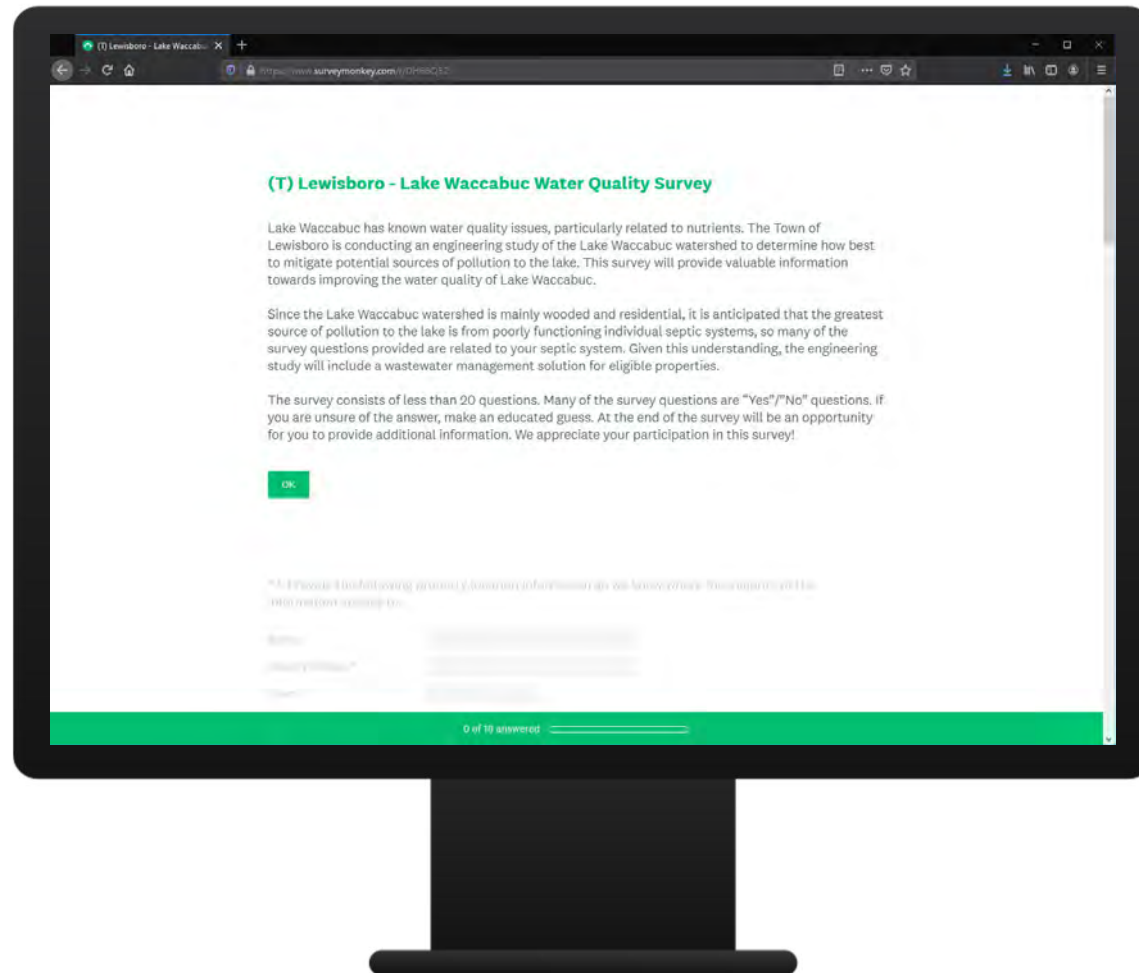 (T) Lewisboro - Lake Waccabuc
https://www.surveymonkey.com
(T) Lewisboro - Lake Waccabuc Water Quality Survey
Lake Waccabuc has known water quality issues, particularly related to nutrients. The Town of
Lewisboro is conducting an engineering study of the Lake Waccabuc watershed to determine how best
to mitigate potential sources of pollution to the lake. This survey will provide valuable information
towards improving the water quality of Lake Waccabuc.
Since the Lake Waccabuc watershed is mainly wooded and residential, it is anticipated that the greatest
source of pollution to the lake is from poorly functioning individual septic systems, so many of the
survey questions provided are related to your septic system. Given this understanding, the engineering
study will include a wastewater management solution for eligible properties.
The survey consists of less than 20 questions. Many of the survey questions are "Yes"/"No" questions. If
you are unsure of the answer, make an educated guess. At the end of the survey will be an opportunity
for you to provide additional information. We appreciate your participation in this survey!
OK
answered